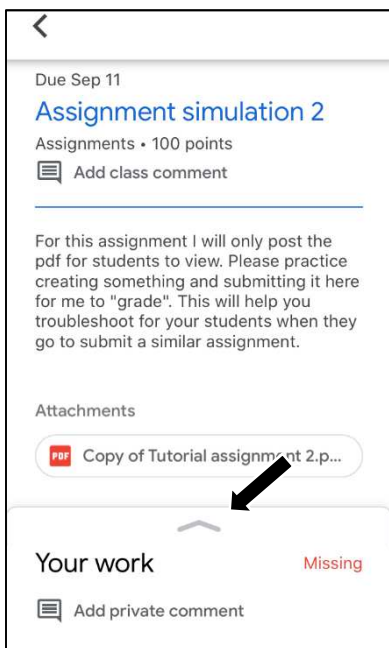 Due Sep 11
Assignment simulation 2
Assignments • 100 points
Add class comment
For this assignment I will only post the
pdf for students to view. Please practice
creating something and submitting it here
for me to "grade". This will help you
troubleshoot for your students when they
go to submit a similar assignment.
Attachments
PDF Copy of Tutorial assignment 2.p...
Your work Missing
Add private comment